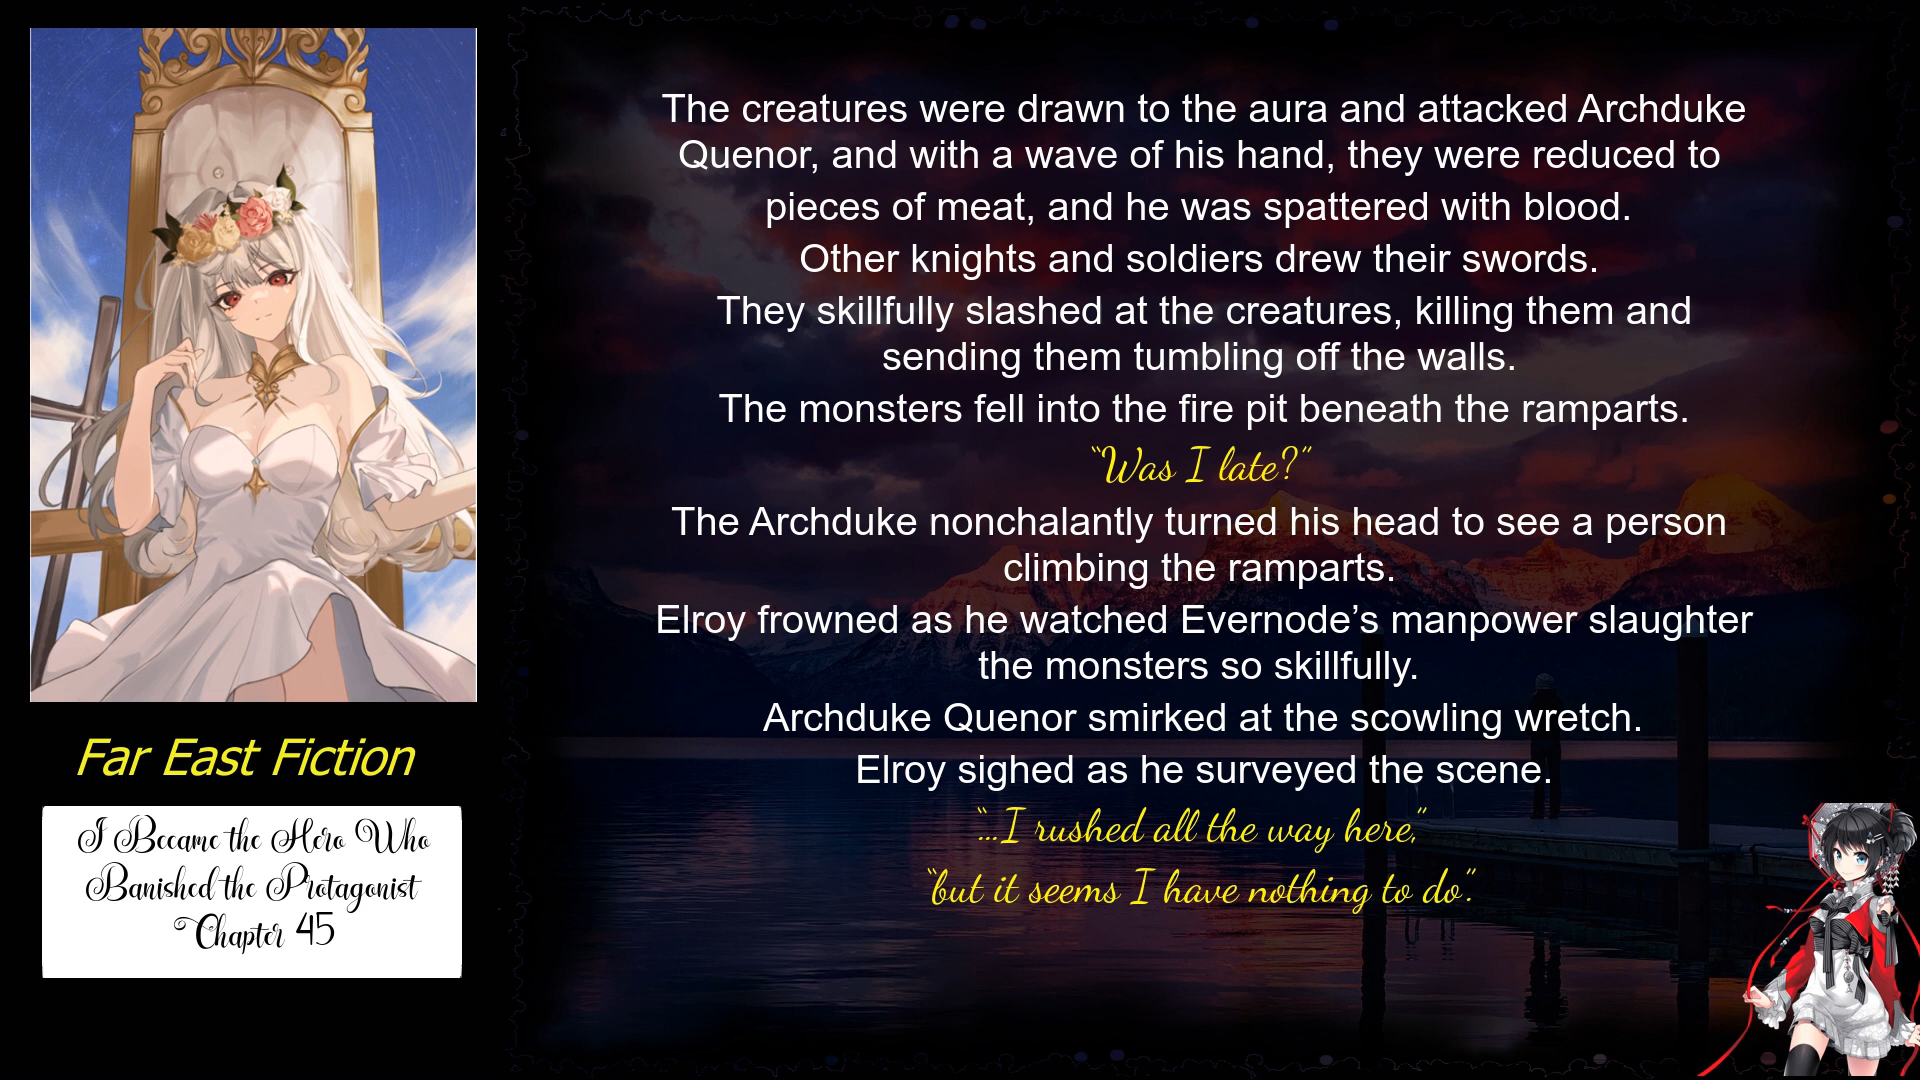 The creatures were drawn to the aura and attacked Archduke
Quenor, and with a wave of his hand, they were reduced to
pieces of meat, and he was spattered with blood.
Other knights and soldiers drew their swords.
They skillfully slashed at the creatures, killing them and
sending them tumbling off the walls.
The monsters fell into the fire pit beneath the ramparts.
“Was I late?”
The Archduke nonchalantly turned his head to see a person
climbing the ramparts.
Elroy frowned as he watched Evernode’s manpower slaughter
the monsters so skillfully.
Archduke Quenor smirked at the scowling wretch.
Elroy sighed as he surveyed the scene.
“...I rushed all the way here,”
“but it seems I have nothing to do”.
Far East Fiction
I Became the Hero Who
Banished the Protagonist
Chapter 45